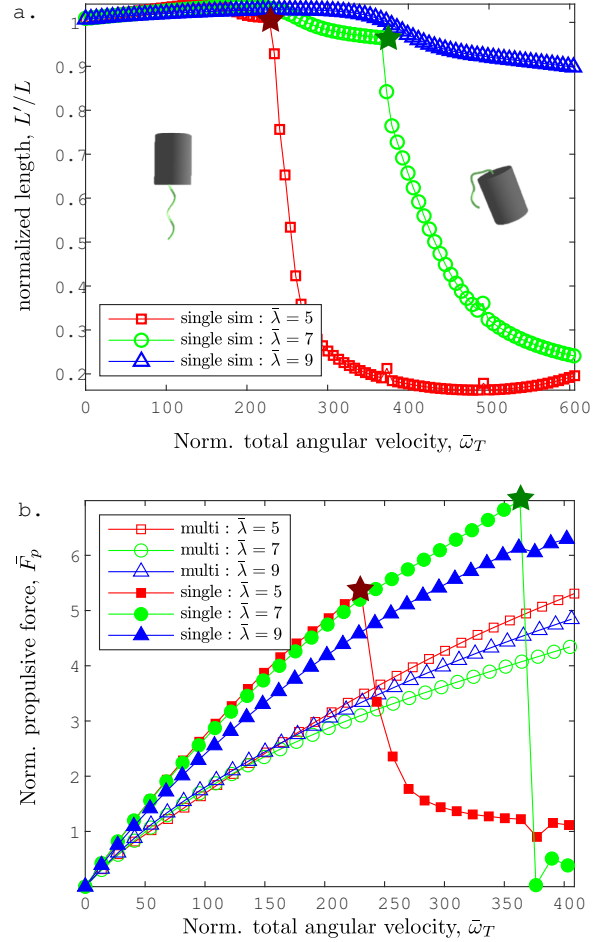 a.
normalized length, L′/L
1
0.9
0.8
0.7
0.6
0.5
0.4
0.3
0.2
single sim : λ̄ = 5
single sim : λ̄ = 7
single sim : λ̄ = 9
0 100 200 300 400 500 600
Norm. total angular velocity, ω̄_T
b.
Norm. propulsive force, F̄_p
6
5
4
3
2
1
multi : λ̄ = 5
multi : λ̄ = 7
multi : λ̄ = 9
single : λ̄ = 5
single : λ̄ = 7
single : λ̄ = 9
0 50 100 150 200 250 300 350 400
Norm. total angular velocity, ω̄_T